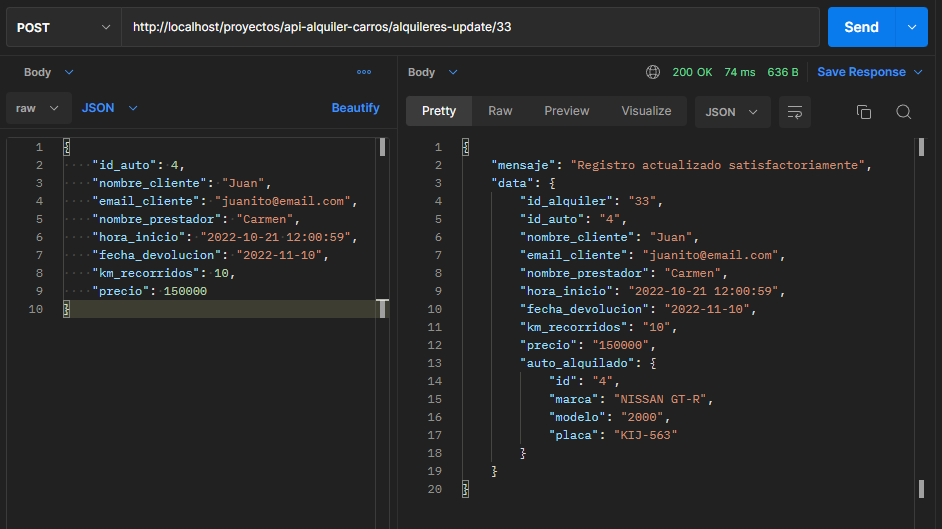 POST http://localhost/proyectos/api-alquiler-carros/alquileres-update/33 Send
Body
raw JSON Beautify
1 {
2 "id_auto": 4,
3 "nombre_cliente": "Juan",
4 "email_cliente": "juanito@email.com",
5 "nombre_prestador": "Carmen",
6 "hora_inicio": "2022-10-21 12:00:59",
7 "fecha_devolucion": "2022-11-10",
8 "km_recorridos": 10,
9 "precio": 150000
10 }
Body 200 OK 74 ms 636 B Save Response
Pretty Raw Preview Visualize JSON
1 {
2 "mensaje": "Registro actualizado satisfactoriamente",
3 "data": {
4 "id_alquiler": "33",
5 "id_auto": "4",
6 "nombre_cliente": "Juan",
7 "email_cliente": "juanito@email.com",
8 "nombre_prestador": "Carmen",
9 "hora_inicio": "2022-10-21 12:00:59",
10 "fecha_devolucion": "2022-11-10",
11 "km_recorridos": "10",
12 "precio": "150000",
13 "auto_alquilado": {
14 "id": "4",
15 "marca": "NISSAN GT-R",
16 "modelo": "2000",
17 "placa": "KIJ-563"
18 }
19 }
20 }